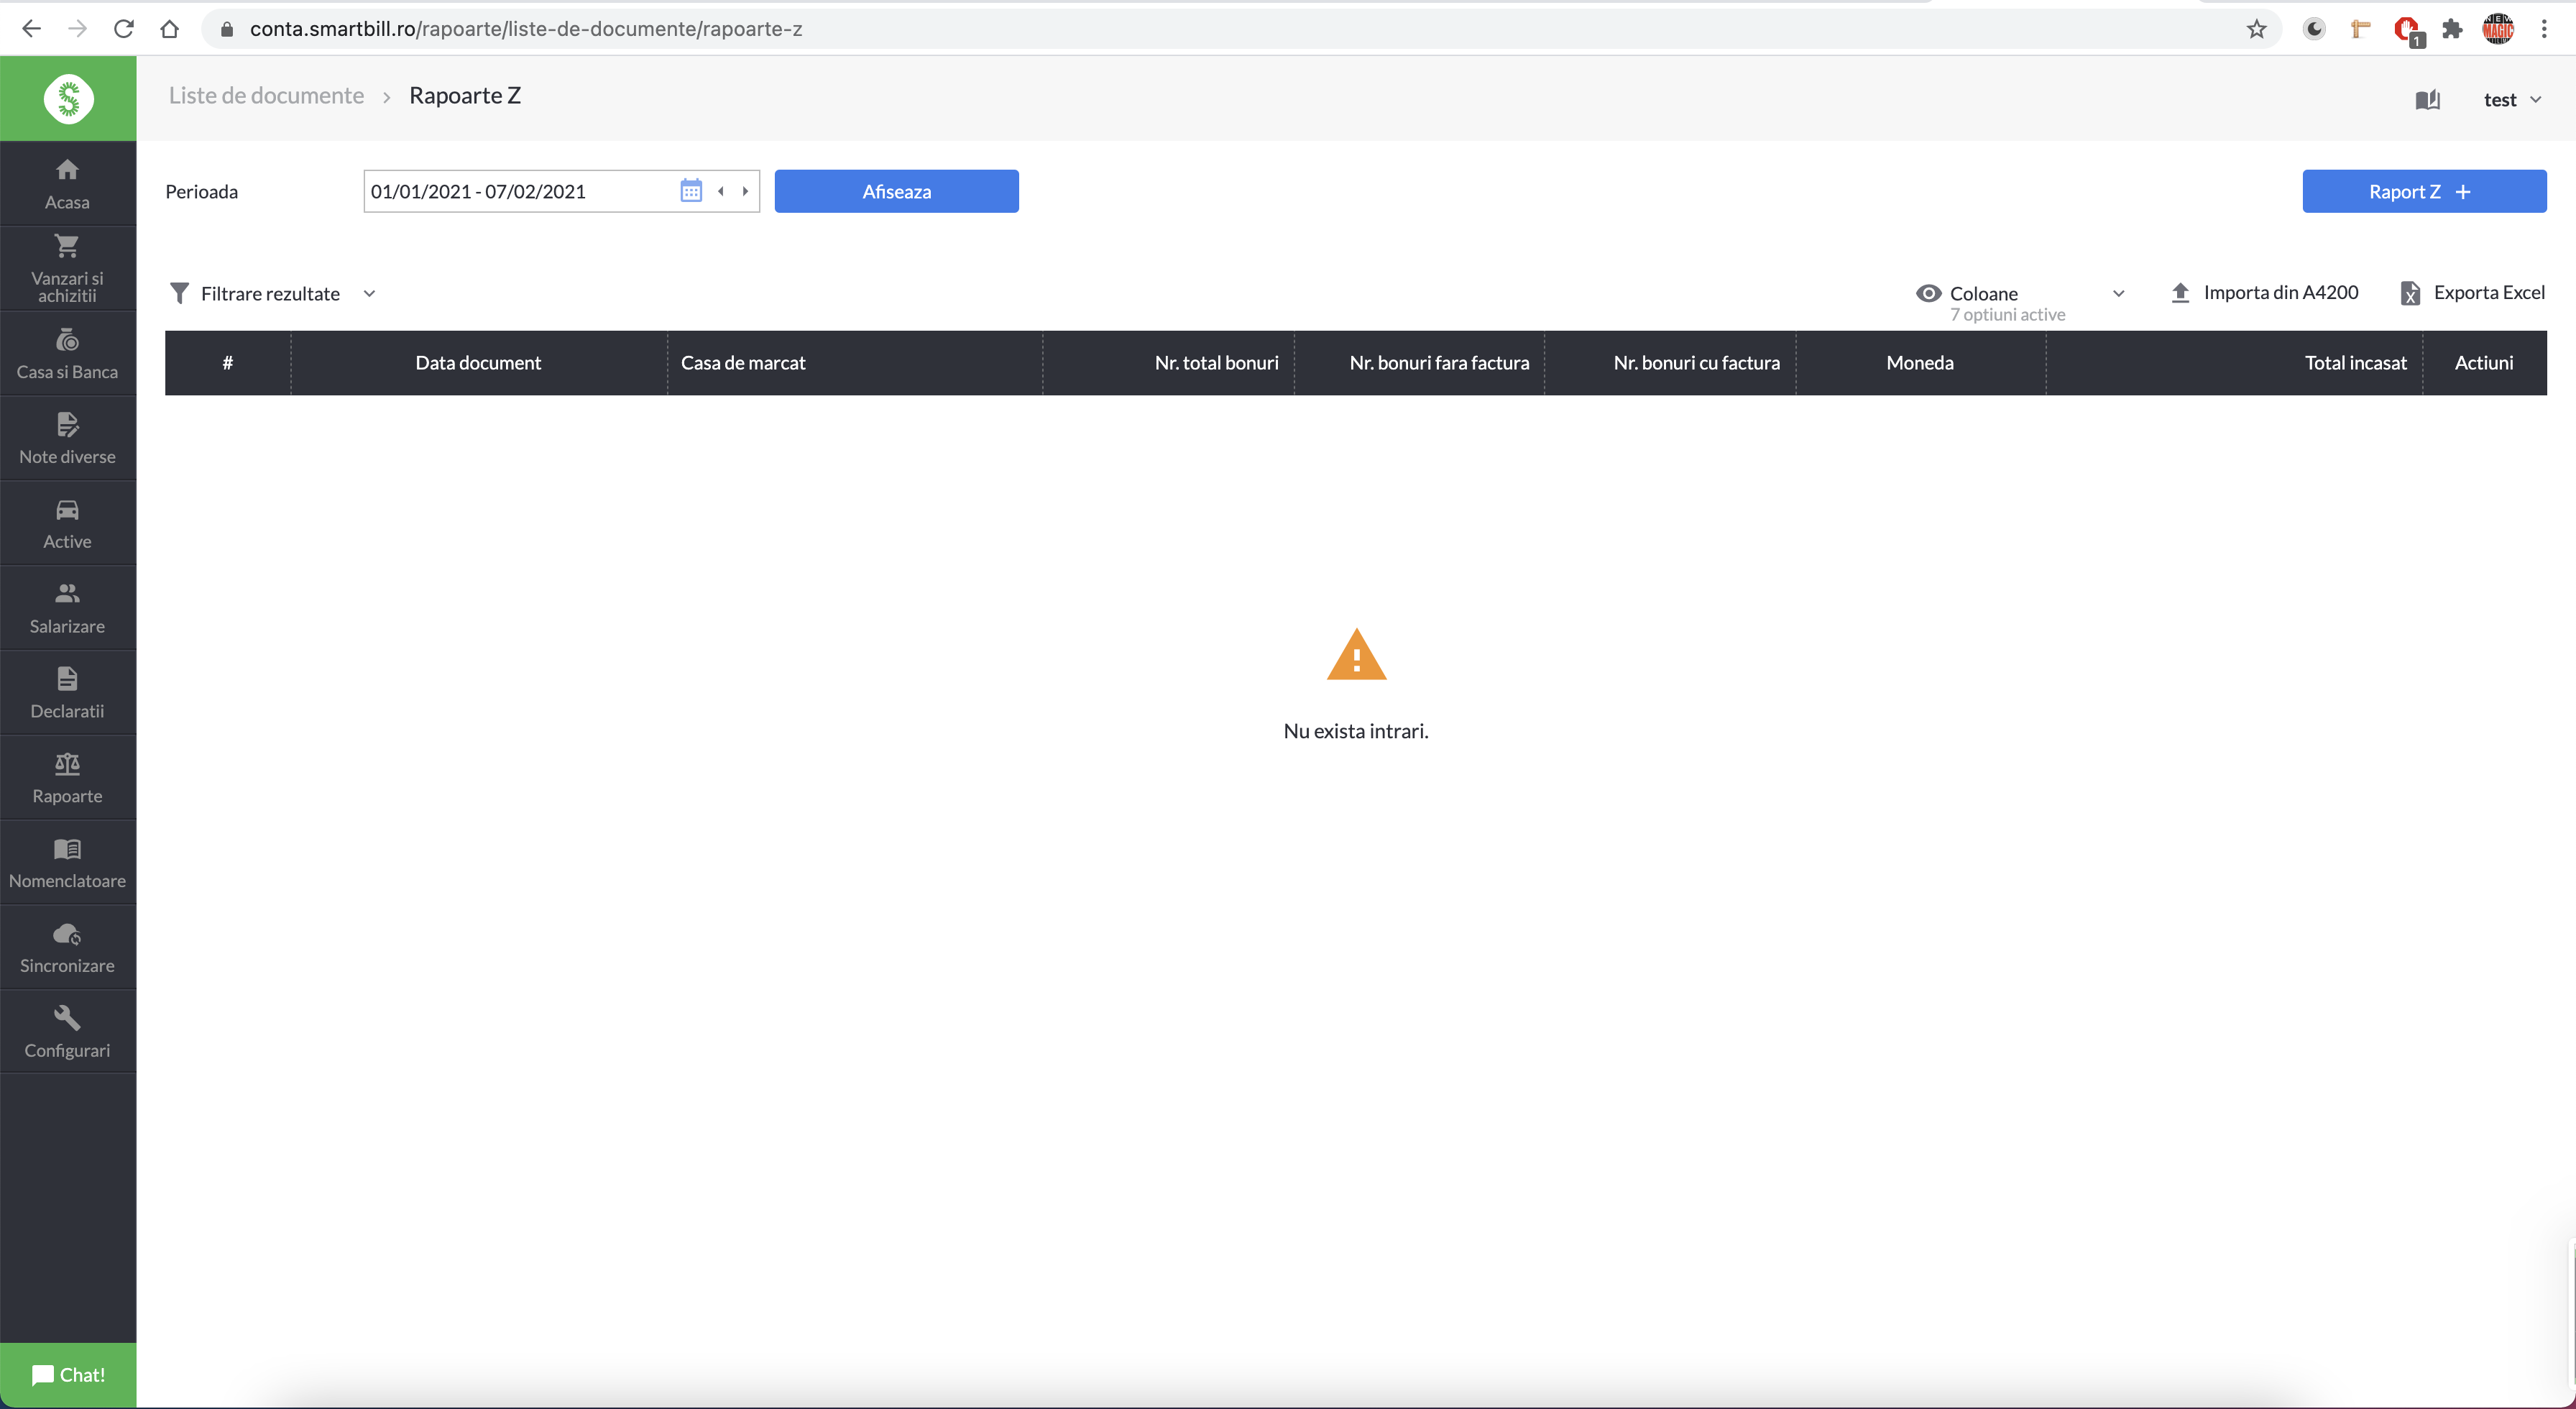 conta.smartbill.ro/rapoarte/liste-de-documente/rapoarte-z
1
NEW
MAGIC
Liste de documente > Rapoarte Z
test
Acasa
Vanzari si
achizitii
Casa si Banca
Note diverse
Active
Salarizare
Declaratii
Rapoarte
Nomenclatoare
Sincronizare
Configurari
Chat!
Perioada
01/01/2021 - 07/02/2021
Afiseaza
Raport Z +
Filtrare rezultate
Coloane
7 optiuni active
Importa din A4200
Exporta Excel
# Data document Casa de marcat Nr. total bonuri Nr. bonuri fara factura Nr. bonuri cu factura Moneda Total incasat Actiuni
Nu exista intrari.